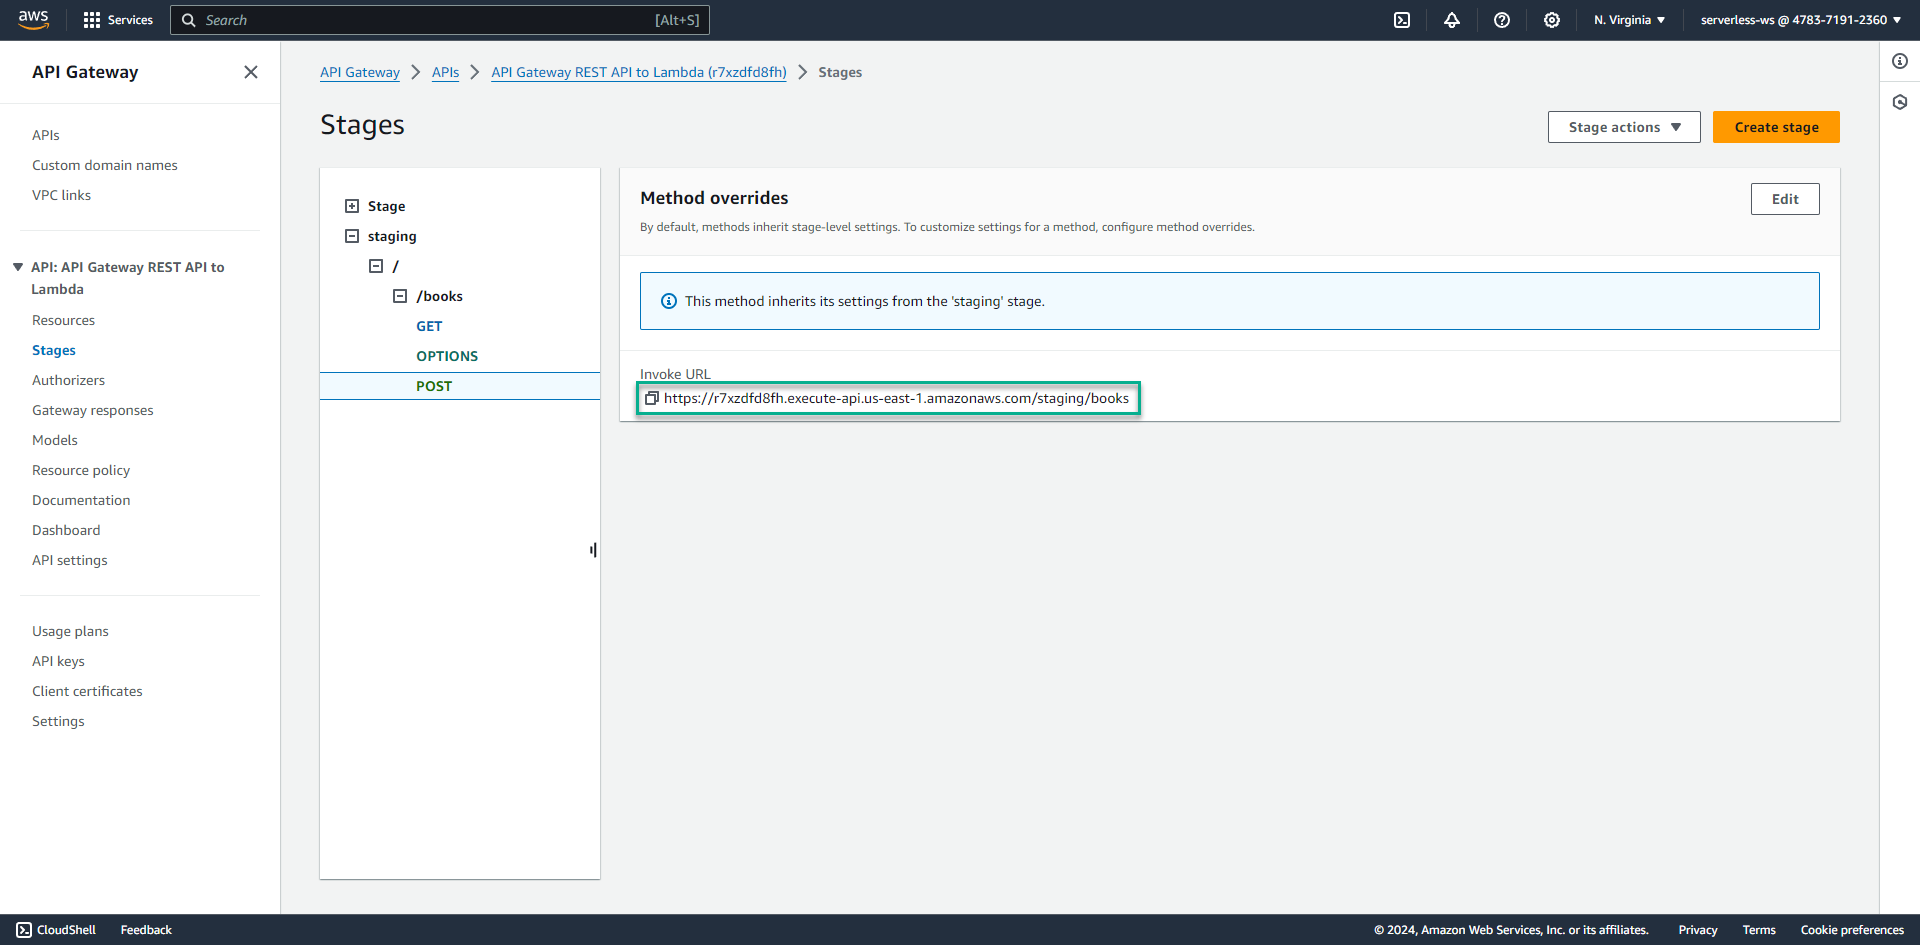 aws
Services
Search
[Alt+S]
N. Virginia
serverless-ws @ 4783-7191-2360
API Gateway
APIs
Custom domain names
VPC links
API: API Gateway REST API to
Lambda
Resources
Stages
Authorizers
Gateway responses
Models
Resource policy
Documentation
Dashboard
API settings
Usage plans
API keys
Client certificates
Settings
API Gateway
APIs
API Gateway REST API to Lambda (r7xzdfd8fh)
Stages
Stages
Stage actions
Create stage
Stage
staging
/
/books
GET
OPTIONS
POST
Method overrides
Edit
By default, methods inherit stage-level settings. To customize settings for a method, configure method overrides.
This method inherits its settings from the 'staging' stage.
Invoke URL
https://r7xzdfd8fh.execute-api.us-east-1.amazonaws.com/staging/books
CloudShell
Feedback
© 2024, Amazon Web Services, Inc. or its affiliates.
Privacy
Terms
Cookie preferences